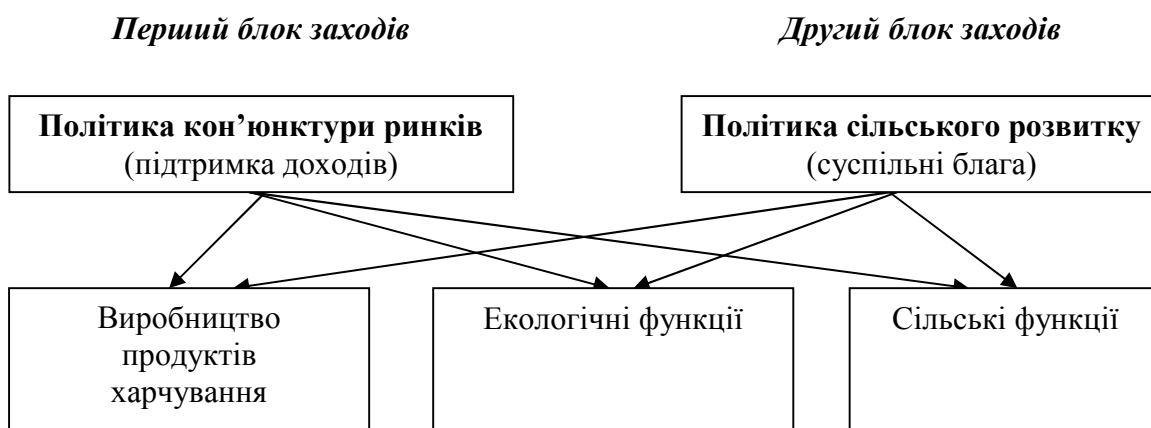 Перший блок заходів
Другий блок заходів
Політика кон’юнктури ринків
(підтримка доходів)
Політика сільського розвитку
(суспільні блага)
Виробництво
продуктів
харчування
Екологічні функції
Сільські функції